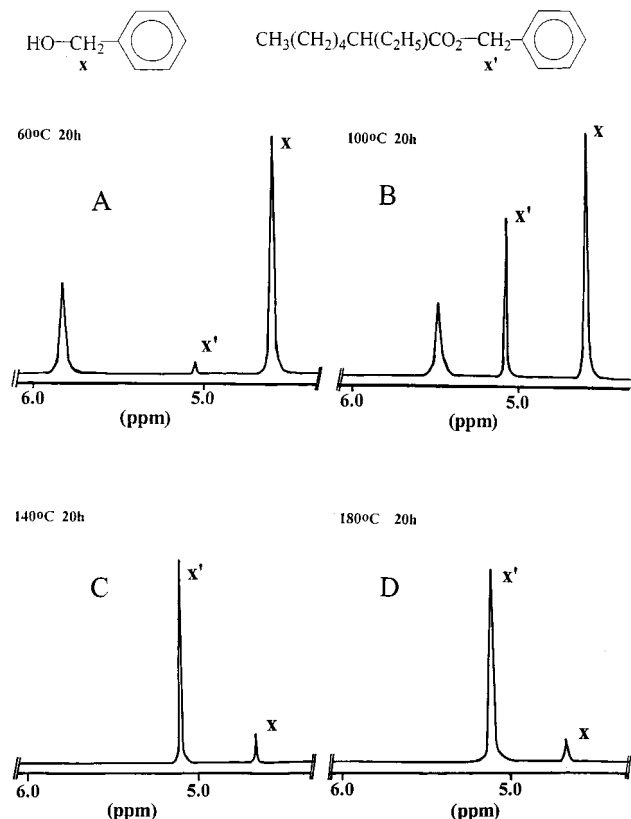 HO—CH₂—
x
CH3(CH₂)₄CH(C₂H₅)CO₂—CH₂—
x'
60oC 20h
A
x'
x
6.0 5.0
(ppm)
100oC 20h
B
x'
x
6.0 5.0
(ppm)
140oC 20h
C
x'
x
6.0 5.0
(ppm)
180oC 20h
D
x'
x
6.0 5.0
(ppm)